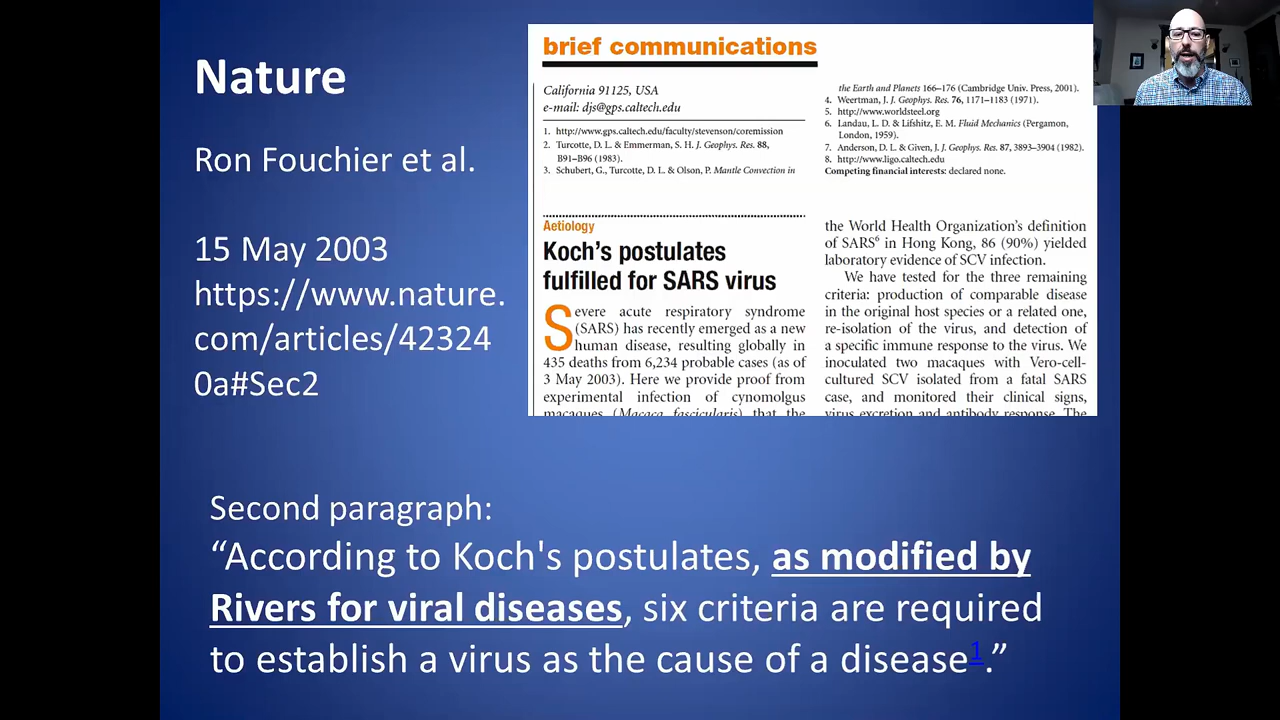 Nature
Ron Fouchier et al.
15 May 2003
https://www.nature.
com/articles/42324
0a#Sec2
brief communications
California 91125, USA
e-mail: djs@gps.caltech.edu
1. http://www.gps.caltech.edu/faculty/stevenson/coremission
2. Turcotte, D. L. & Emmerman, S. H. J. Geophys. Res. 88,
B91–B96 (1983).
3. Schubert, G., Turcotte, D. L. & Olson, P. Mantle Convection in
the Earth and Planets 166–176 (Cambridge Univ. Press, 2001).
4. Weertman, J. J. Geophys. Res. 76, 1171–1183 (1971).
5. http://www.worldsteel.org
6. Landau, L. D. & Lifshitz, E. M. Fluid Mechanics (Pergamon,
London, 1959).
7. Anderson, D. L. & Given, J. J. Geophys. Res. 87, 3893–3904 (1982).
8. http://www.ligo.caltech.edu
Competing financial interests: declared none.
Aetiology
Koch's postulates
fulfilled for SARS virus
Severe acute respiratory syndrome
(SARS) has recently emerged as a new
human disease, resulting globally in
435 deaths from 6,234 probable cases (as of
3 May 2003). Here we provide proof from
experimental infection of cynomolgus
macaques (Macaca fascicularis) that the
the World Health Organization's definition
of SARS6 in Hong Kong, 86 (90%) yielded
laboratory evidence of SCV infection.
We have tested for the three remaining
criteria: production of comparable disease
in the original host species or a related one,
re-isolation of the virus, and detection of
a specific immune response to the virus. We
inoculated two macaques with Vero-cell-
cultured SCV isolated from a fatal SARS
case, and monitored their clinical signs,
virus excretion and antibody response. The
Second paragraph:
“According to Koch's postulates, as modified by
Rivers for viral diseases, six criteria are required
to establish a virus as the cause of a disease1.”